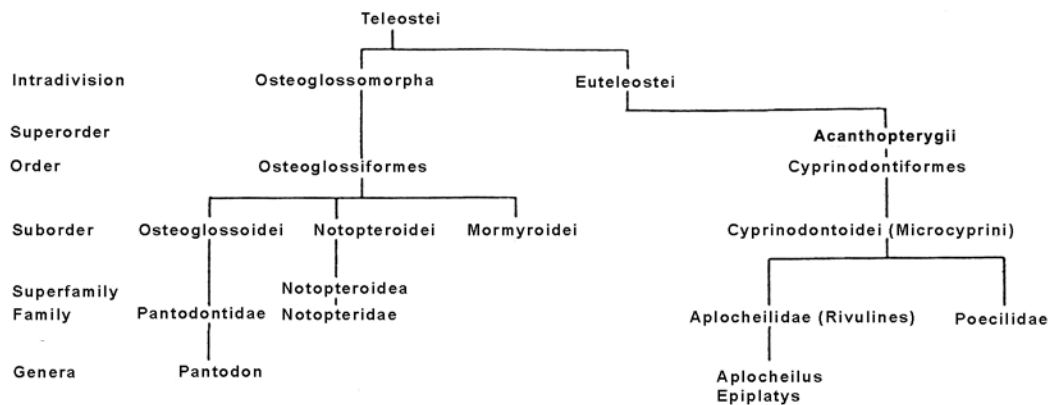 Teleostei
Intradivision Osteoglossomorpha Euteleostei
Superorder Acanthopterygii
Order Osteoglossiformes Cyprinodontiformes
Suborder Osteoglossoidei Notopteroidei Mormyroidei Cyprinodontoidei (Microcyprini)
Superfamily Notopteroidea
Family Pantodontidae Notopteridae Aplocheilidae (Rivulines) Poecilidae
Genera Pantodon Aplocheilus
Epiplatys